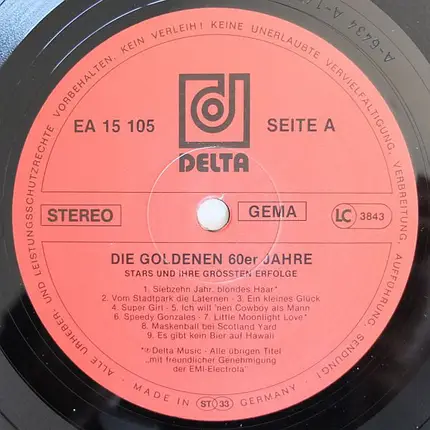 ALLE URHEBER- UND LEISTUNGSSCHUTZRECHTE VORBEHALTEN. KEIN VERLEIH! KEINE UNERLAUBTE VERVIELFÄLTIGUNG, VERBREITUNG, AUFFÜHRUNG, SENDUNG!
EA 15 105
SEITE A
DELTA
STEREO
GEMA
LC 3843
DIE GOLDENEN 60er JAHRE
STARS UND IHRE GRÖSSTEN ERFOLGE
1. Siebzehn Jahr, blondes Haar*
2. Vom Stadtpark die Laternen - 3. Ein kleines Glück
4. Super Girl - 5. Ich will 'nen Cowboy als Mann
6. Speedy Gonzales - 7. Little Moonlight Love*
8. Maskenball bei Scotland Yard
9. Es gibt kein Bier auf Hawaii
*℗ Delta Music - Alle übrigen Titel
„mit freundlicher Genehmigung
der EMI-Electrola"
MADE IN GERMANY
ST 33